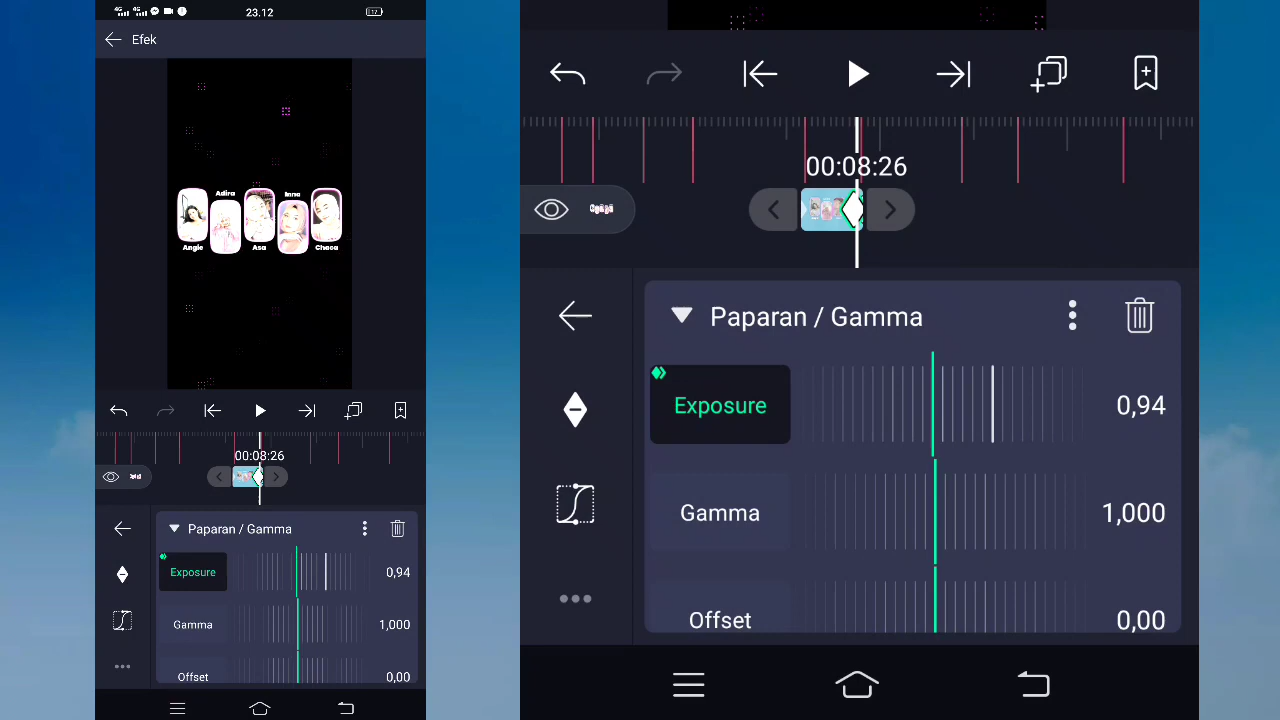 23.12
Efek
Adira
Inna
Angie
Asa
Chaca
00:08:26
Paparan / Gamma
Exposure
0,94
Gamma
1,000
Offset
0,00
00:08:26
Paparan / Gamma
Exposure
0,94
Gamma
1,000
Offset
0,00